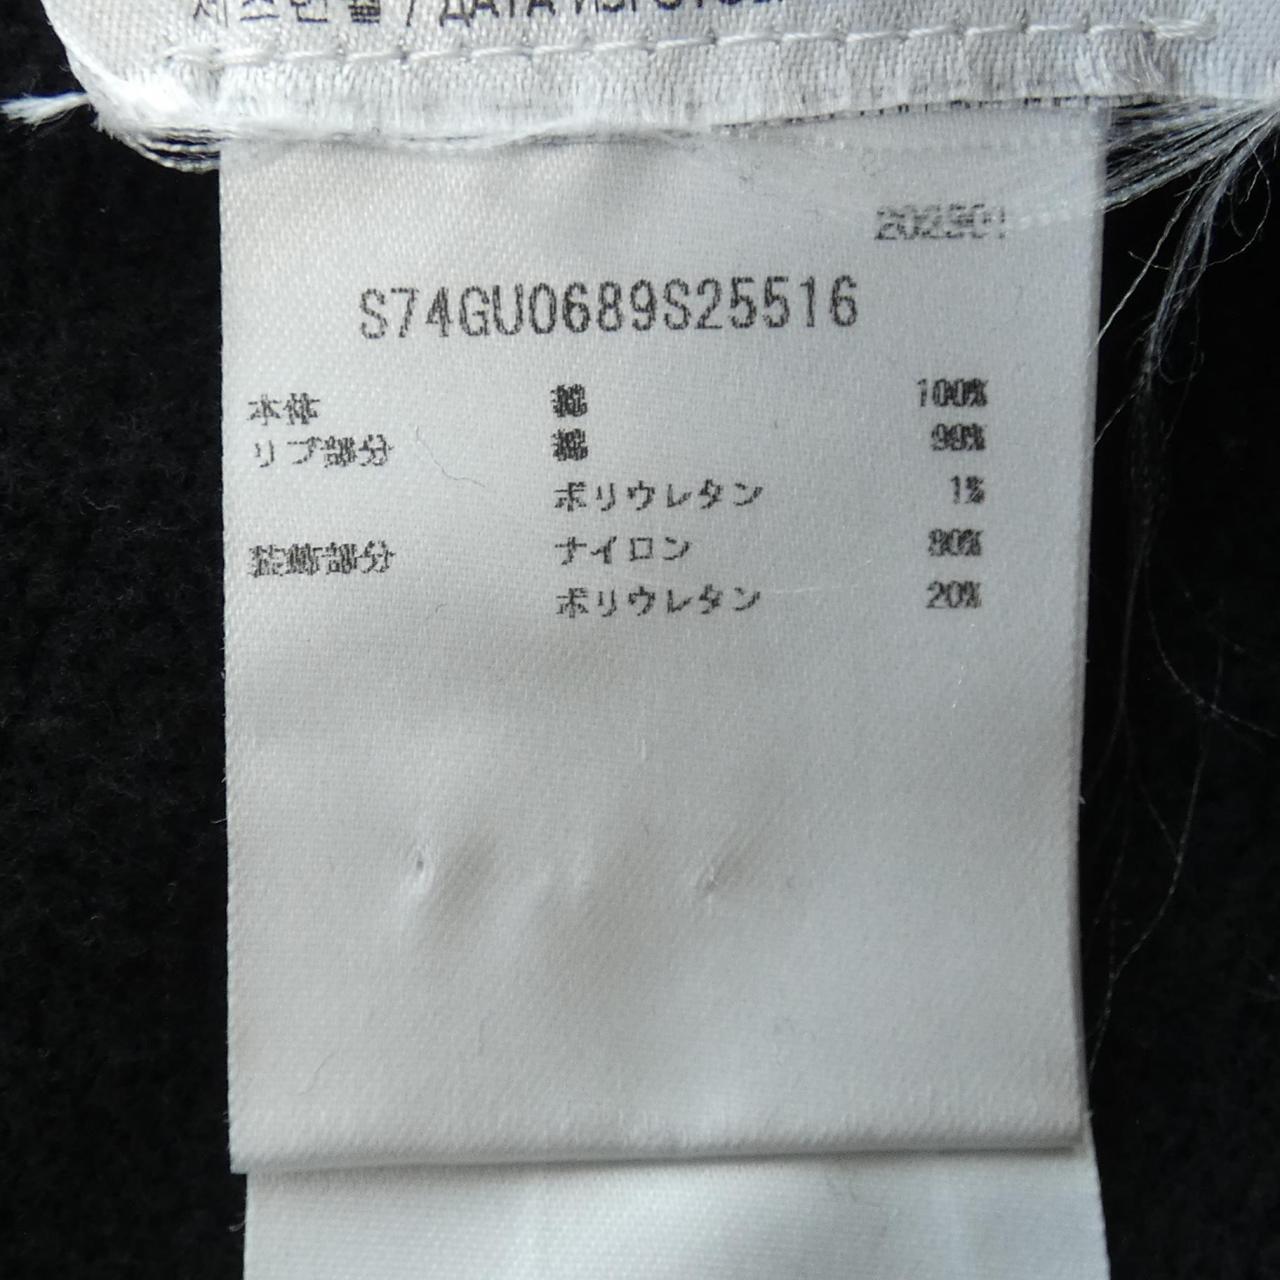 202301
S74GU0689S25516
本体 綿 100%
リブ部分 綿 99%
ポリウレタン 1%
装飾部分 ナイロン 80%
ポリウレタン 20%